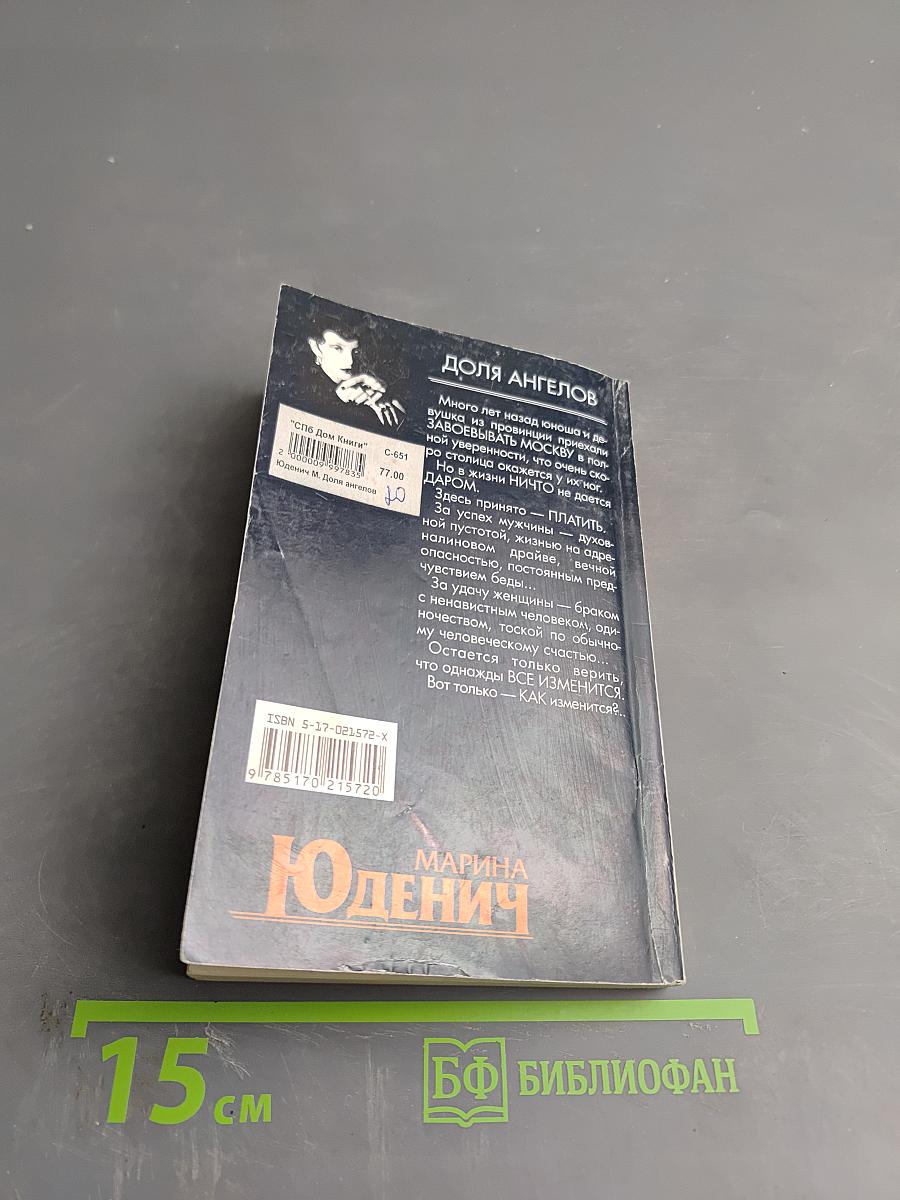 ДОЛЯ АНГЕЛОВ
Много лет назад юноша и де-
вушка из провинции приехали
ЗАВОЕВЫВАТЬ МОСКВУ в пол-
ной уверенности, что очень ско-
ро столица окажется у их ног.
Но в жизни НИЧТО не дается
ДАРОМ.
Здесь принято — ПЛАТИТЬ.
За успех мужчины — духов-
ной пустотой, жизнью на адре-
налиновом драйве, вечной
опасностью, постоянным пред-
чувствием беды...
За удачу женщины — браком
с ненавистным человеком, оди-
ночеством, тоской по обычно-
му человеческому счастью...
Остается только верить,
что однажды ВСЕ ИЗМЕНИТСЯ.
Вот только — КАК изменится?..
"СПб Дом Книги"
С-651
2 000009 597835
77.00
Юденич М. Доля ангелов
20
ISBN 5-17-021572-X
9 785170 215720
МАРИНА
ЮДЕНИЧ
15 см
БФ БИБЛИОФАН